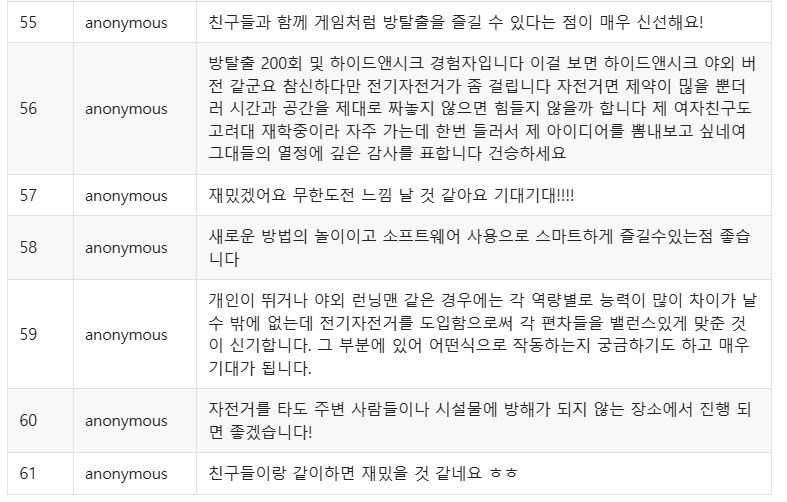 55 anonymous 친구들과 함께 게임처럼 방탈출을 즐길 수 있다는 점이 매우 신선해요!
56 anonymous 방탈출 200회 및 하이드앤시크 경험자입니다 이걸 보면 하이드앤시크 야외 버
전 같군요 참신하다만 전기자전거가 좀 걸립니다 자전거면 제약이 믾을 뿐더
러 시간과 공간을 제대로 짜놓지 않으면 힘들지 않을까 합니다 제 여자친구도
고려대 재학중이라 자주 가는데 한번 들러서 제 아이디어를 뽐내보고 싶네여
그대들의 열정에 깊은 감사를 표합니다 건승하세요
57 anonymous 재밌겠어요 무한도전 느낌 날 것 같아요 기대기대!!!!
58 anonymous 새로운 방법의 놀이이고 소프트웨어 사용으로 스마트하게 즐길수있는점 좋습
니다
59 anonymous 개인이 뛰거나 야외 런닝맨 같은 경우에는 각 역량별로 능력이 많이 차이가 날
수 밖에 없는데 전기자전거를 도입함으로써 각 편차들을 밸런스있게 맞춘 것
이 신기합니다. 그 부분에 있어 어떤식으로 작동하는지 궁금하기도 하고 매우
기대가 됩니다.
60 anonymous 자전거를 타도 주변 사람들이나 시설물에 방해가 되지 않는 장소에서 진행 되
면 좋겠습니다!
61 anonymous 친구들이랑 같이하면 재밌을 것 같네요 ㅎㅎ